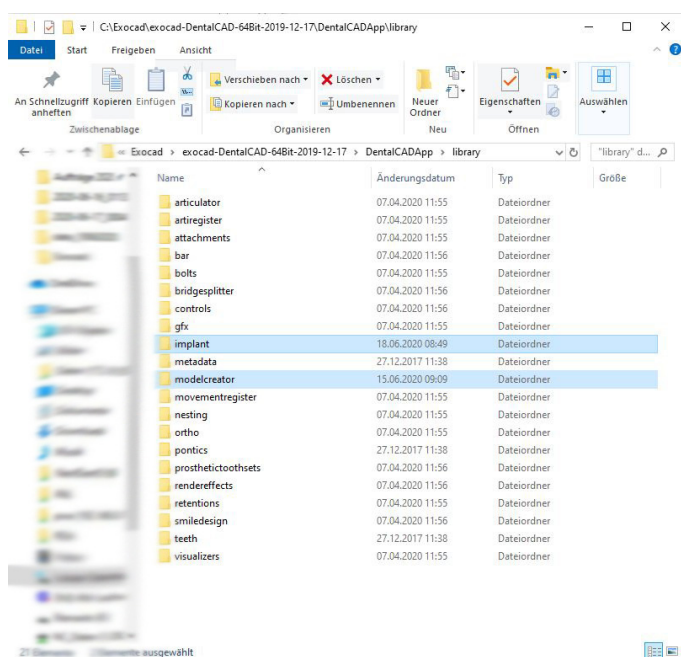 C:\Exocad\exocad-DentalCAD-64Bit-2019-12-17\DentalCADApp\library
Datei Start Freigeben Ansicht
An Schnellzugriff anheften Kopieren Einfügen Verschieben nach Kopieren nach Löschen Umbenennen Neuer Ordner Eigenschaften Auswählen
Zwischenablage Organisieren Neu Öffnen
« Exocad > exocad-DentalCAD-64Bit-2019-12-17 > DentalCADApp > library "library" d...
Name Änderungsdatum Typ Größe
articulator 07.04.2020 11:55 Dateiordner
artiregister 07.04.2020 11:55 Dateiordner
attachments 07.04.2020 11:55 Dateiordner
bar 07.04.2020 11:56 Dateiordner
bolts 07.04.2020 11:55 Dateiordner
bridgesplitter 07.04.2020 11:56 Dateiordner
controls 07.04.2020 11:56 Dateiordner
gfx 07.04.2020 11:55 Dateiordner
implant 18.06.2020 08:49 Dateiordner
metadata 27.12.2017 11:38 Dateiordner
modelcreator 15.06.2020 09:09 Dateiordner
movementregister 07.04.2020 11:55 Dateiordner
nesting 07.04.2020 11:55 Dateiordner
ortho 07.04.2020 11:56 Dateiordner
pontics 27.12.2017 11:38 Dateiordner
prosthetictoothsets 07.04.2020 11:56 Dateiordner
rendereffects 07.04.2020 11:56 Dateiordner
retentions 07.04.2020 11:55 Dateiordner
smiledesign 07.04.2020 11:56 Dateiordner
teeth 27.12.2017 11:38 Dateiordner
visualizers 07.04.2020 11:55 Dateiordner
ausgewählt